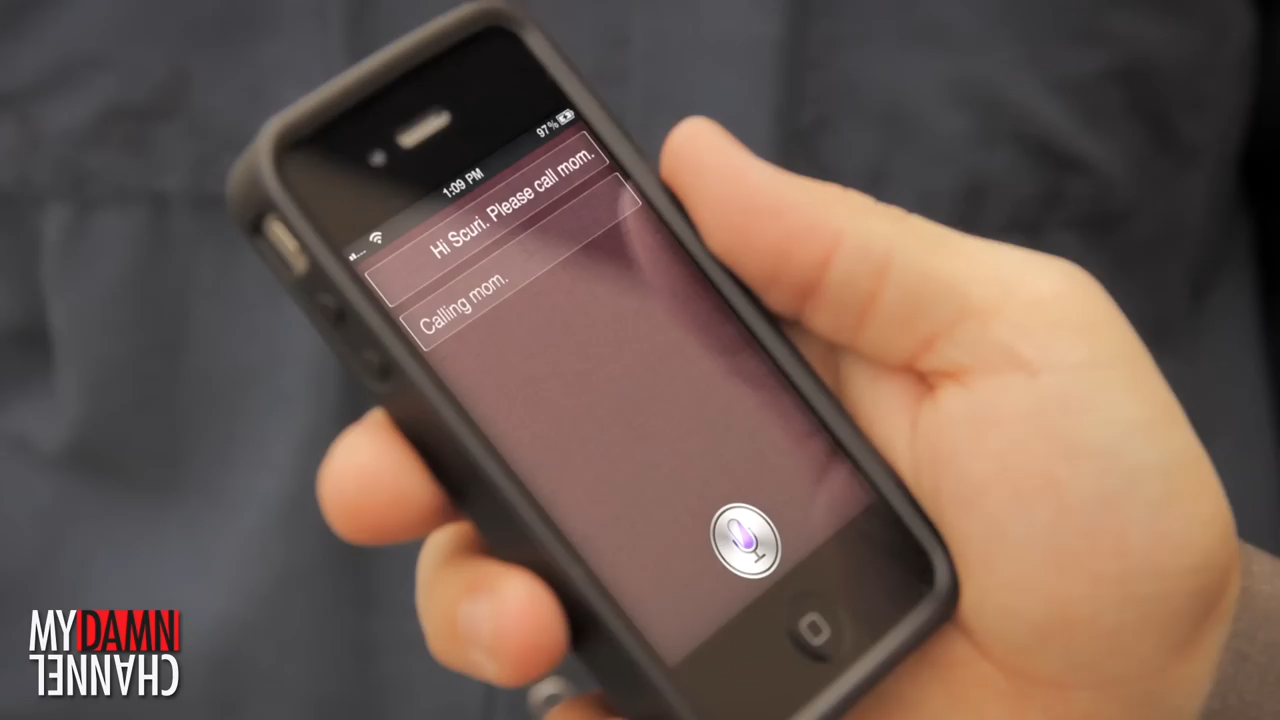 97%
1:09 PM
Hi Scuri. Please call mom.
Calling mom.
MYDAMN
CHANNEL